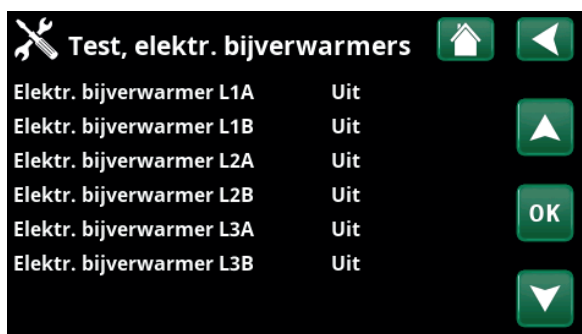 Test, elektr. bijverwarmers
Elektr. bijverwarmer L1A Uit
Elektr. bijverwarmer L1B Uit
Elektr. bijverwarmer L2A Uit
Elektr. bijverwarmer L2B Uit
OK
Elektr. bijverwarmer L3A Uit
Elektr. bijverwarmer L3B Uit